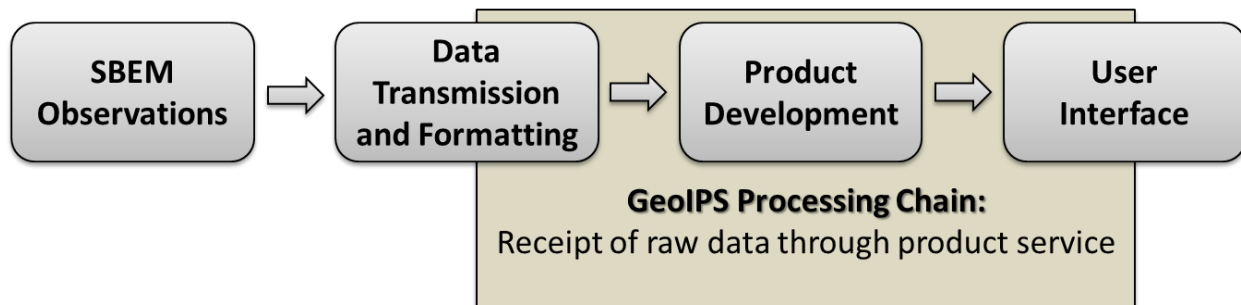 SBEM
Observations
Data
Transmission
and Formatting
Product
Development
User
Interface
GeoIPS Processing Chain:
Receipt of raw data through product service